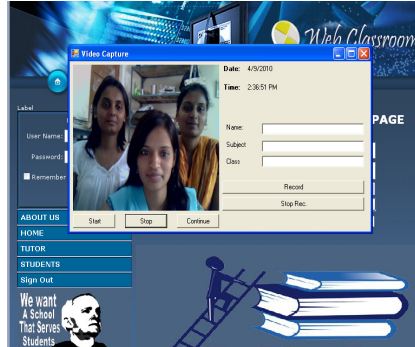 Web Classroom
Video Capture
Date: 4/9/2010
Time: 2:36:51 PM
Label
PAGE
User Name:
Name:
Subject
Password:
Class
Remember
Record
Stop Rec.
Start
Stop
Continue
ABOUT US
HOME
TUTOR
STUDENTS
Sign Out
We want
A School
That Serves
Students